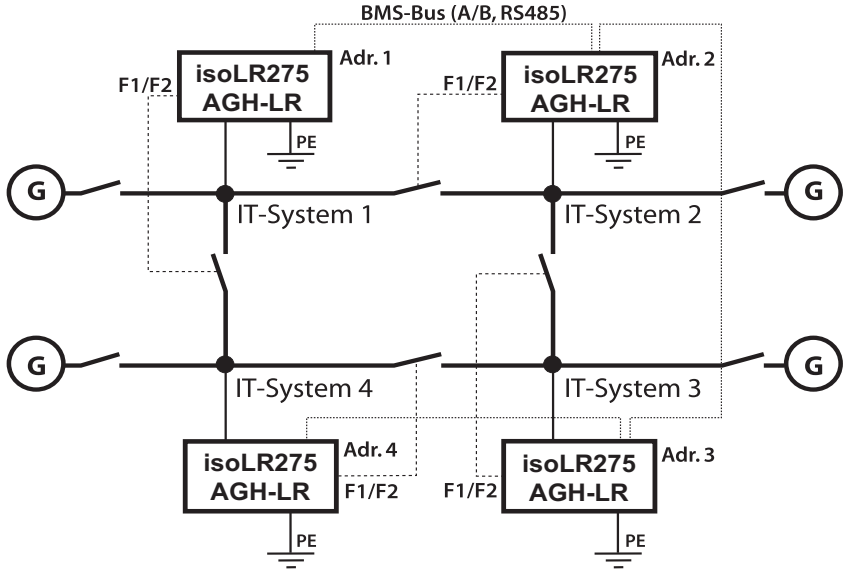 BMS-Bus (A/B, RS485)
isoLR275
AGH-LR
Adr. 1
F1/F2
PE
isoLR275
AGH-LR
Adr. 2
F1/F2
PE
G
IT-System 1
IT-System 2
G
G
IT-System 4
IT-System 3
G
isoLR275
AGH-LR
Adr. 4
F1/F2
PE
isoLR275
AGH-LR
Adr. 3
F1/F2
PE